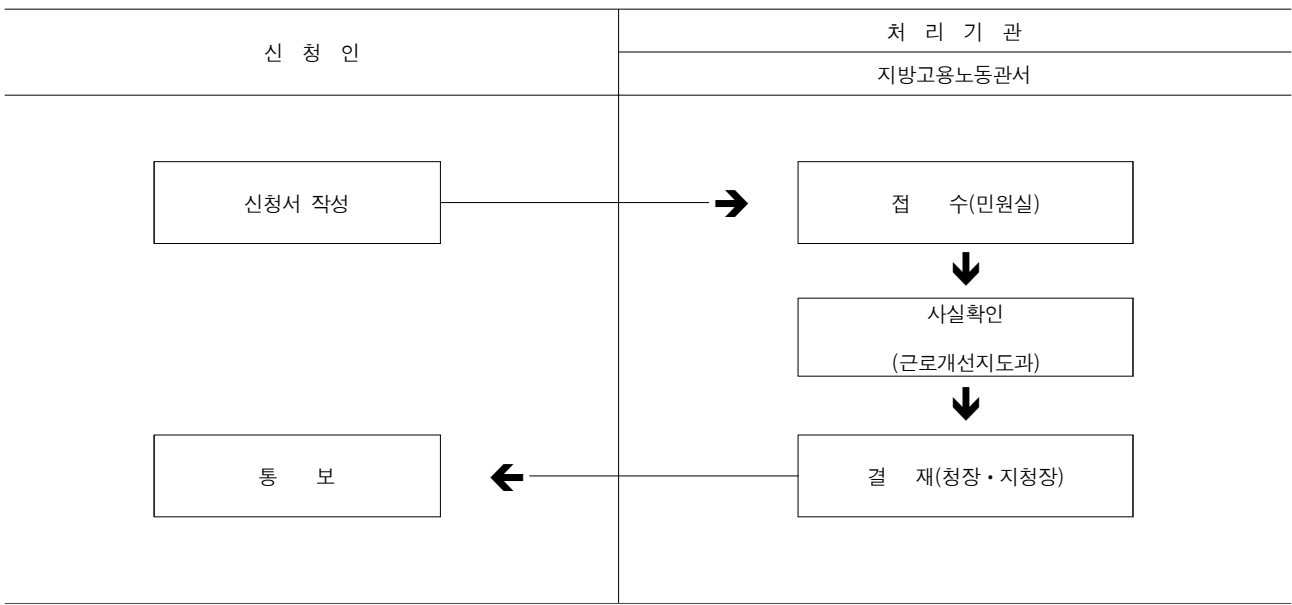 신 청 인
처 리 기 관
지방고용노동관서
신청서 작성
접 수(민원실)
사실확인
(근로개선지도과)
통 보
결 재(청장・지청장)